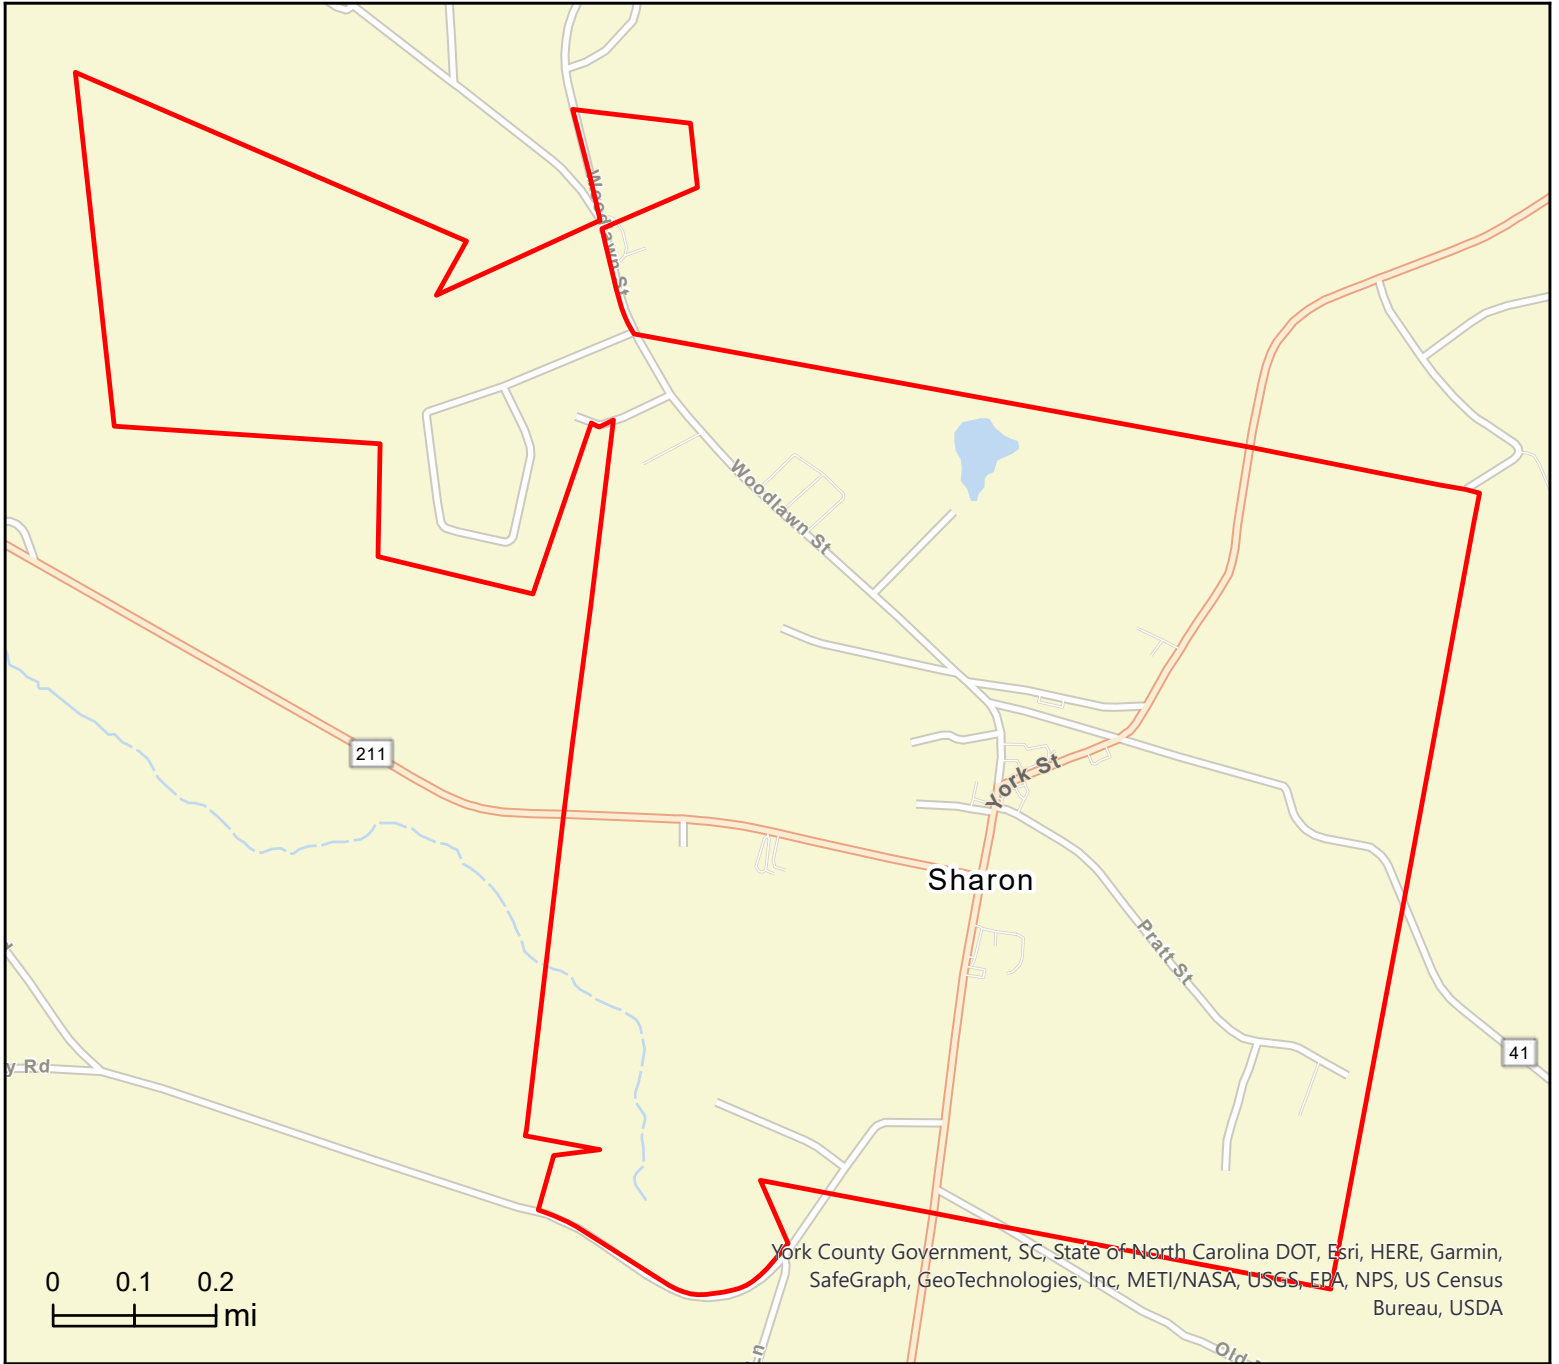 Woodlawn St
Woodlawn St
211
York St
Sharon
Pratt St
41
y Rd
York County Government, SC, State of North Carolina DOT, Esri, HERE, Garmin,
SafeGraph, GeoTechnologies, Inc, METI/NASA, USGS, EPA, NPS, US Census
Bureau, USDA
0 0.1 0.2
mi